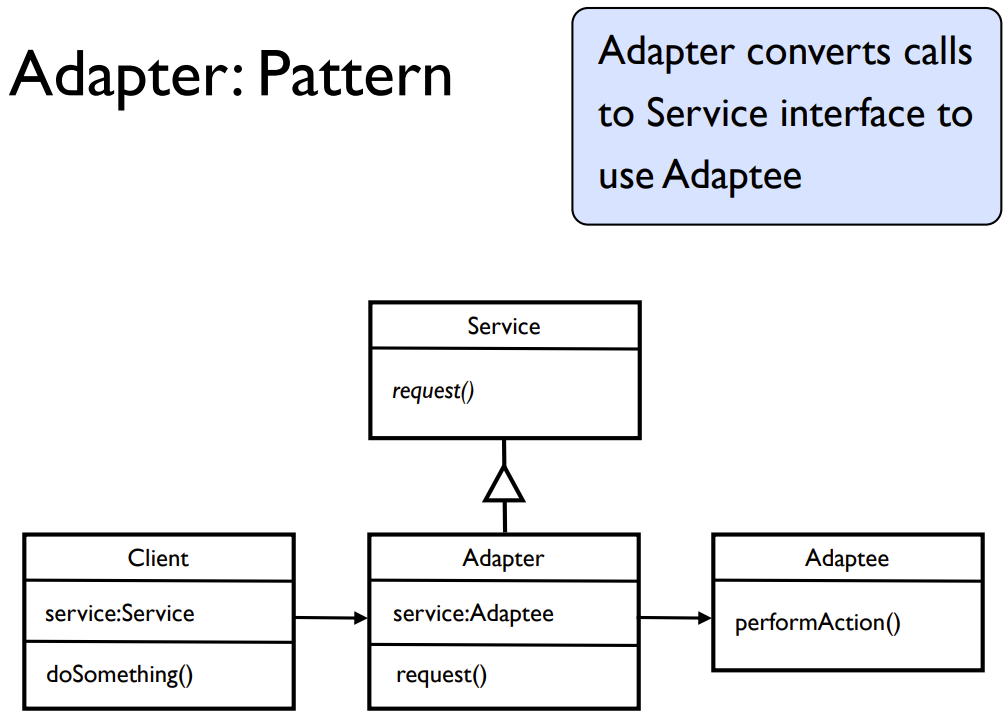 Adapter: Pattern
Adapter converts calls
to Service interface to
use Adaptee
Service
request()
Client
service:Service
doSomething()
Adapter
service:Adaptee
request()
Adaptee
performAction()